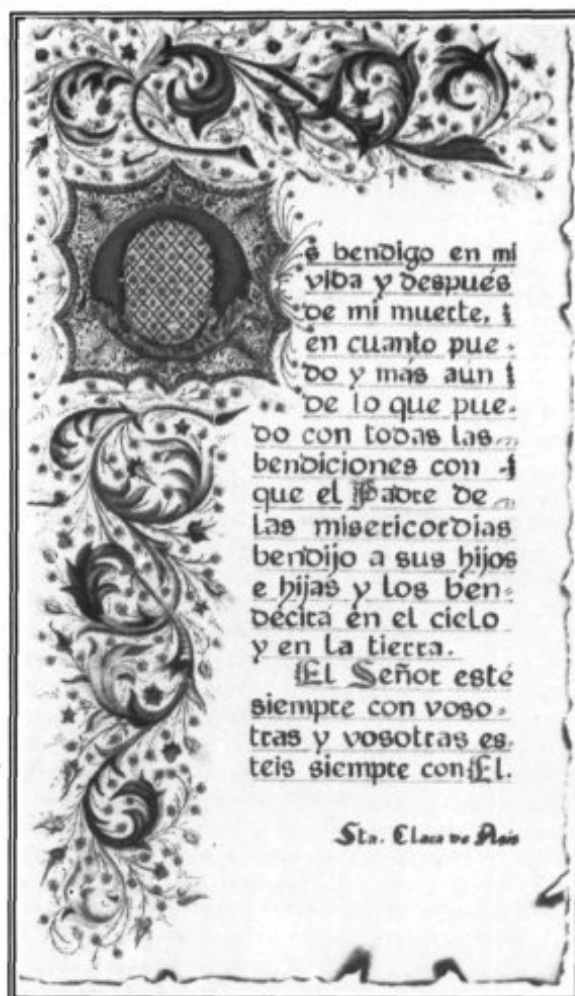 Os bendigo en mi
vida y después
de mi muerte,
en cuanto pue-
do y más aun
de lo que pue-
do con todas las
bendiciones con
que el Padre de
las misericordias
bendijo a sus hijos
e hijas y los ben-
decirá en el cielo
y en la tierra.
El Señor esté
siempre con voso-
tras y vosotras es-
teis siempre con El.
Sta. Clara de Asis